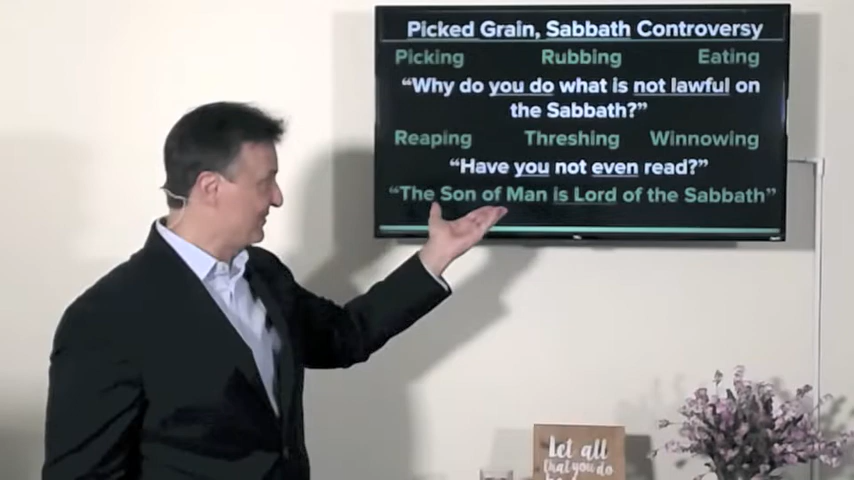 Picked Grain, Sabbath Controversy
Picking Rubbing Eating
“Why do you do what is not lawful on
the Sabbath?”
Reaping Threshing Winnowing
“Have you not even read?”
“The Son of Man is Lord of the Sabbath”
Let all
that you do